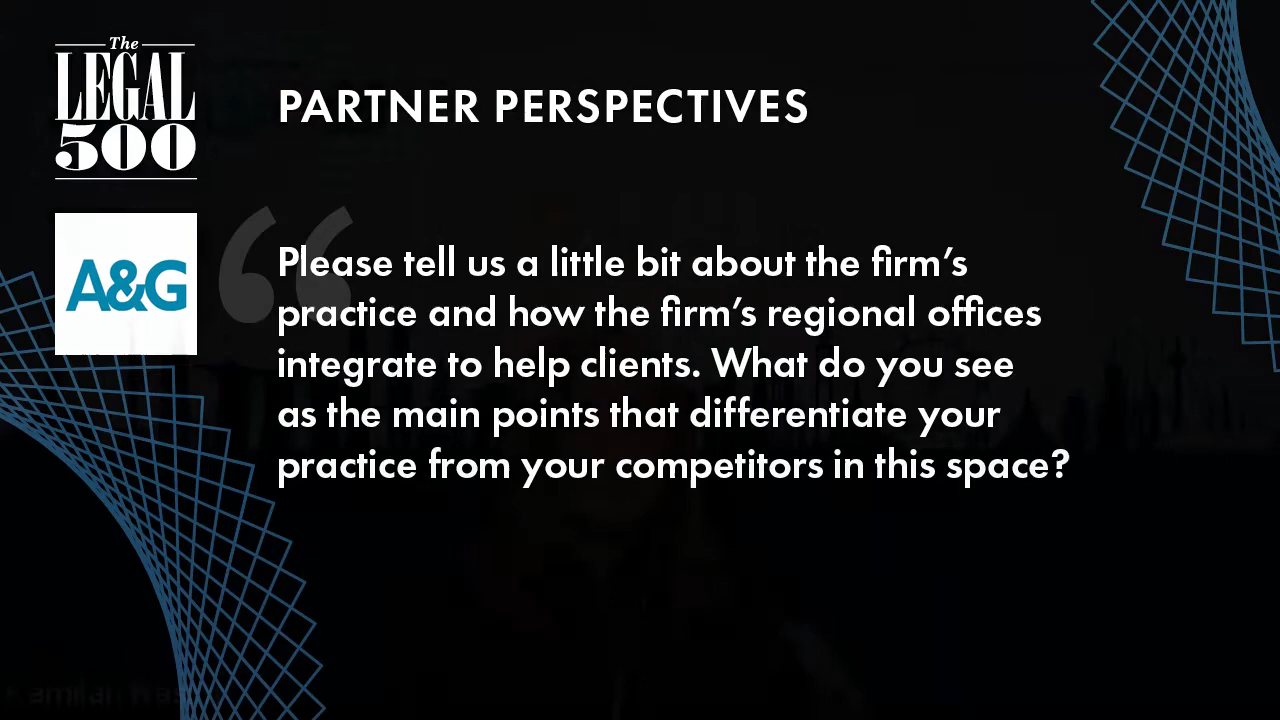 The
LEGAL
500
PARTNER PERSPECTIVES
A&G
“
Please tell us a little bit about the firm’s
practice and how the firm’s regional offices
integrate to help clients. What do you see
as the main points that differentiate your
practice from your competitors in this space?